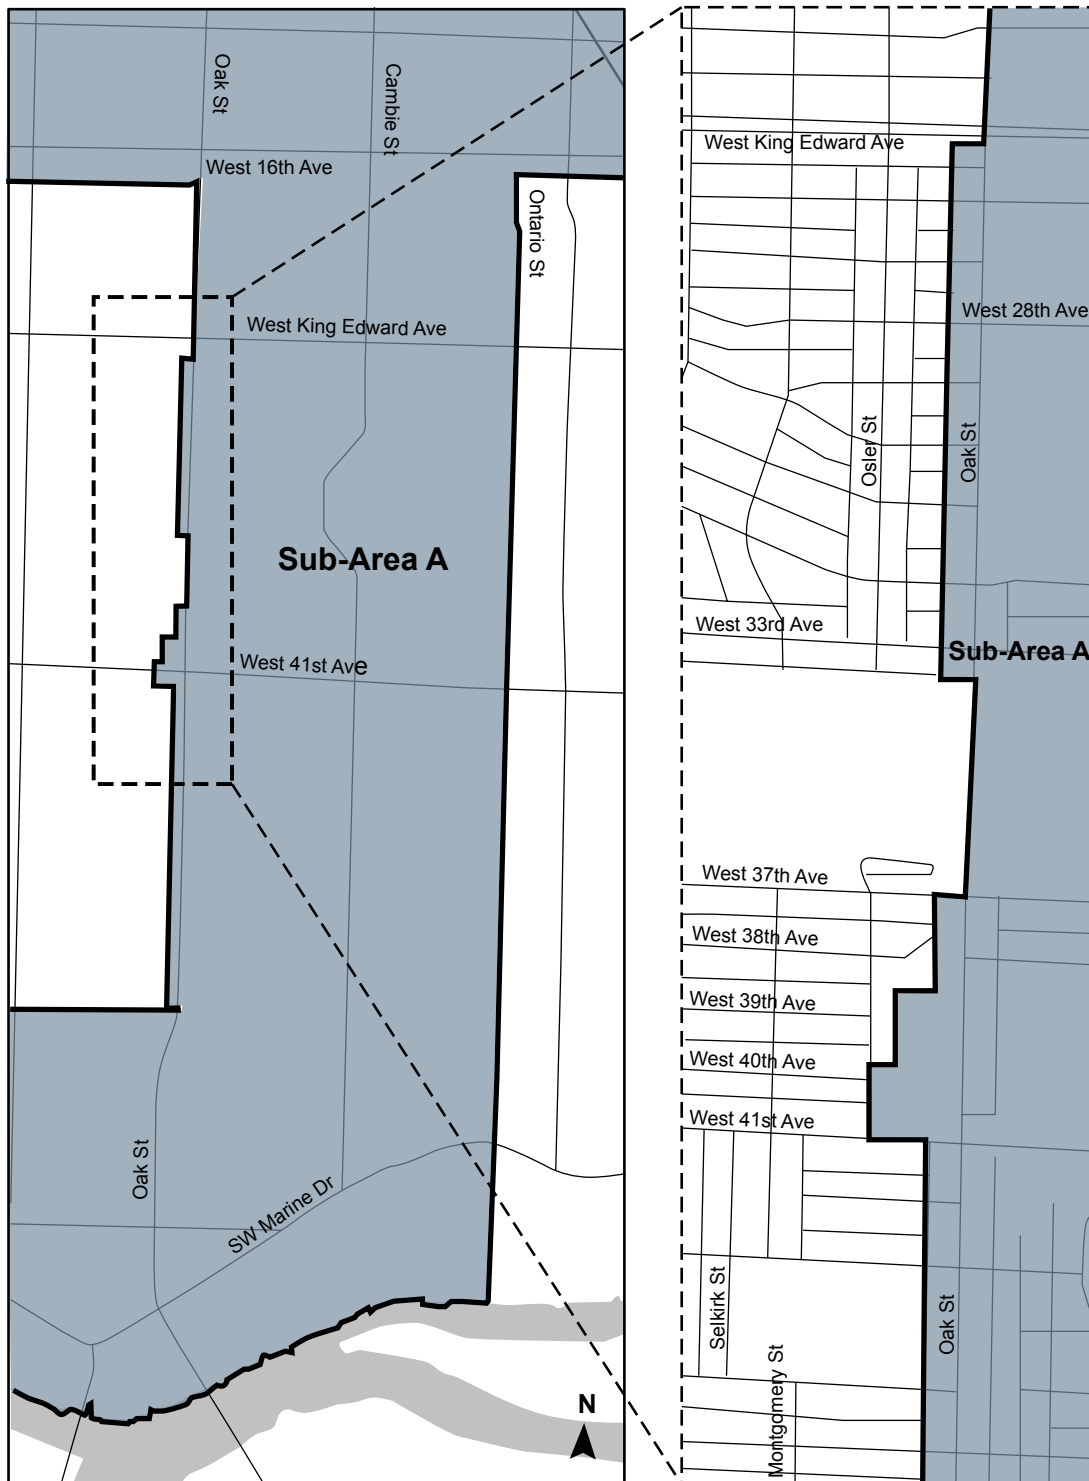 Oak St
Cambie St
West 16th Ave
Ontario St
West King Edward Ave
Sub-Area A
West 41st Ave
Oak St
SW Marine Dr
N
West King Edward Ave
West 28th Ave
Osler St
Oak St
West 33rd Ave
Sub-Area A
West 37th Ave
West 38th Ave
West 39th Ave
West 40th Ave
West 41st Ave
Selkirk St
Oak St
Montgomery St